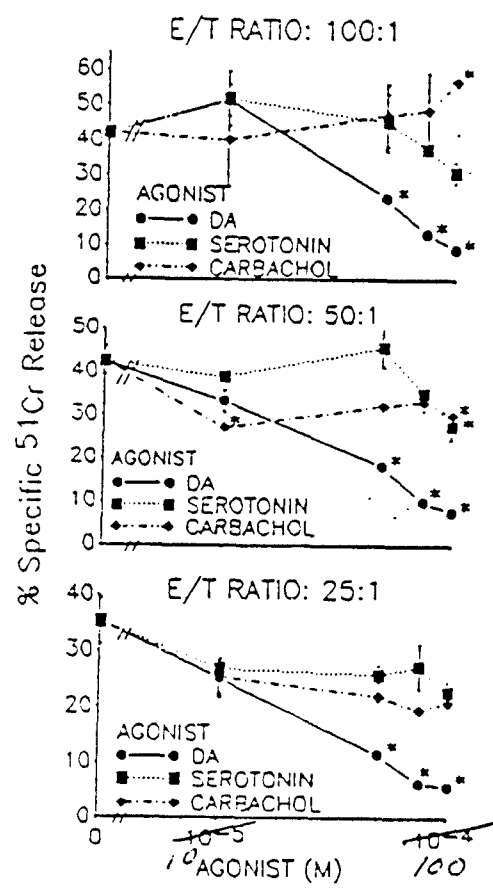 E/T RATIO: 100:1
60
50
40
30
20
10
0
AGONIST
DA
SEROTONIN
CARBACHOL
% Specific 51Cr Release
E/T RATIO: 50:1
50
40
30
20
10
0
AGONIST
DA
SEROTONIN
CARBACHOL
E/T RATIO: 25:1
40
30
20
10
0
AGONIST
DA
SEROTONIN
CARBACHOL
0 10⁻⁵ 10⁻⁴
10 AGONIST (M) 100